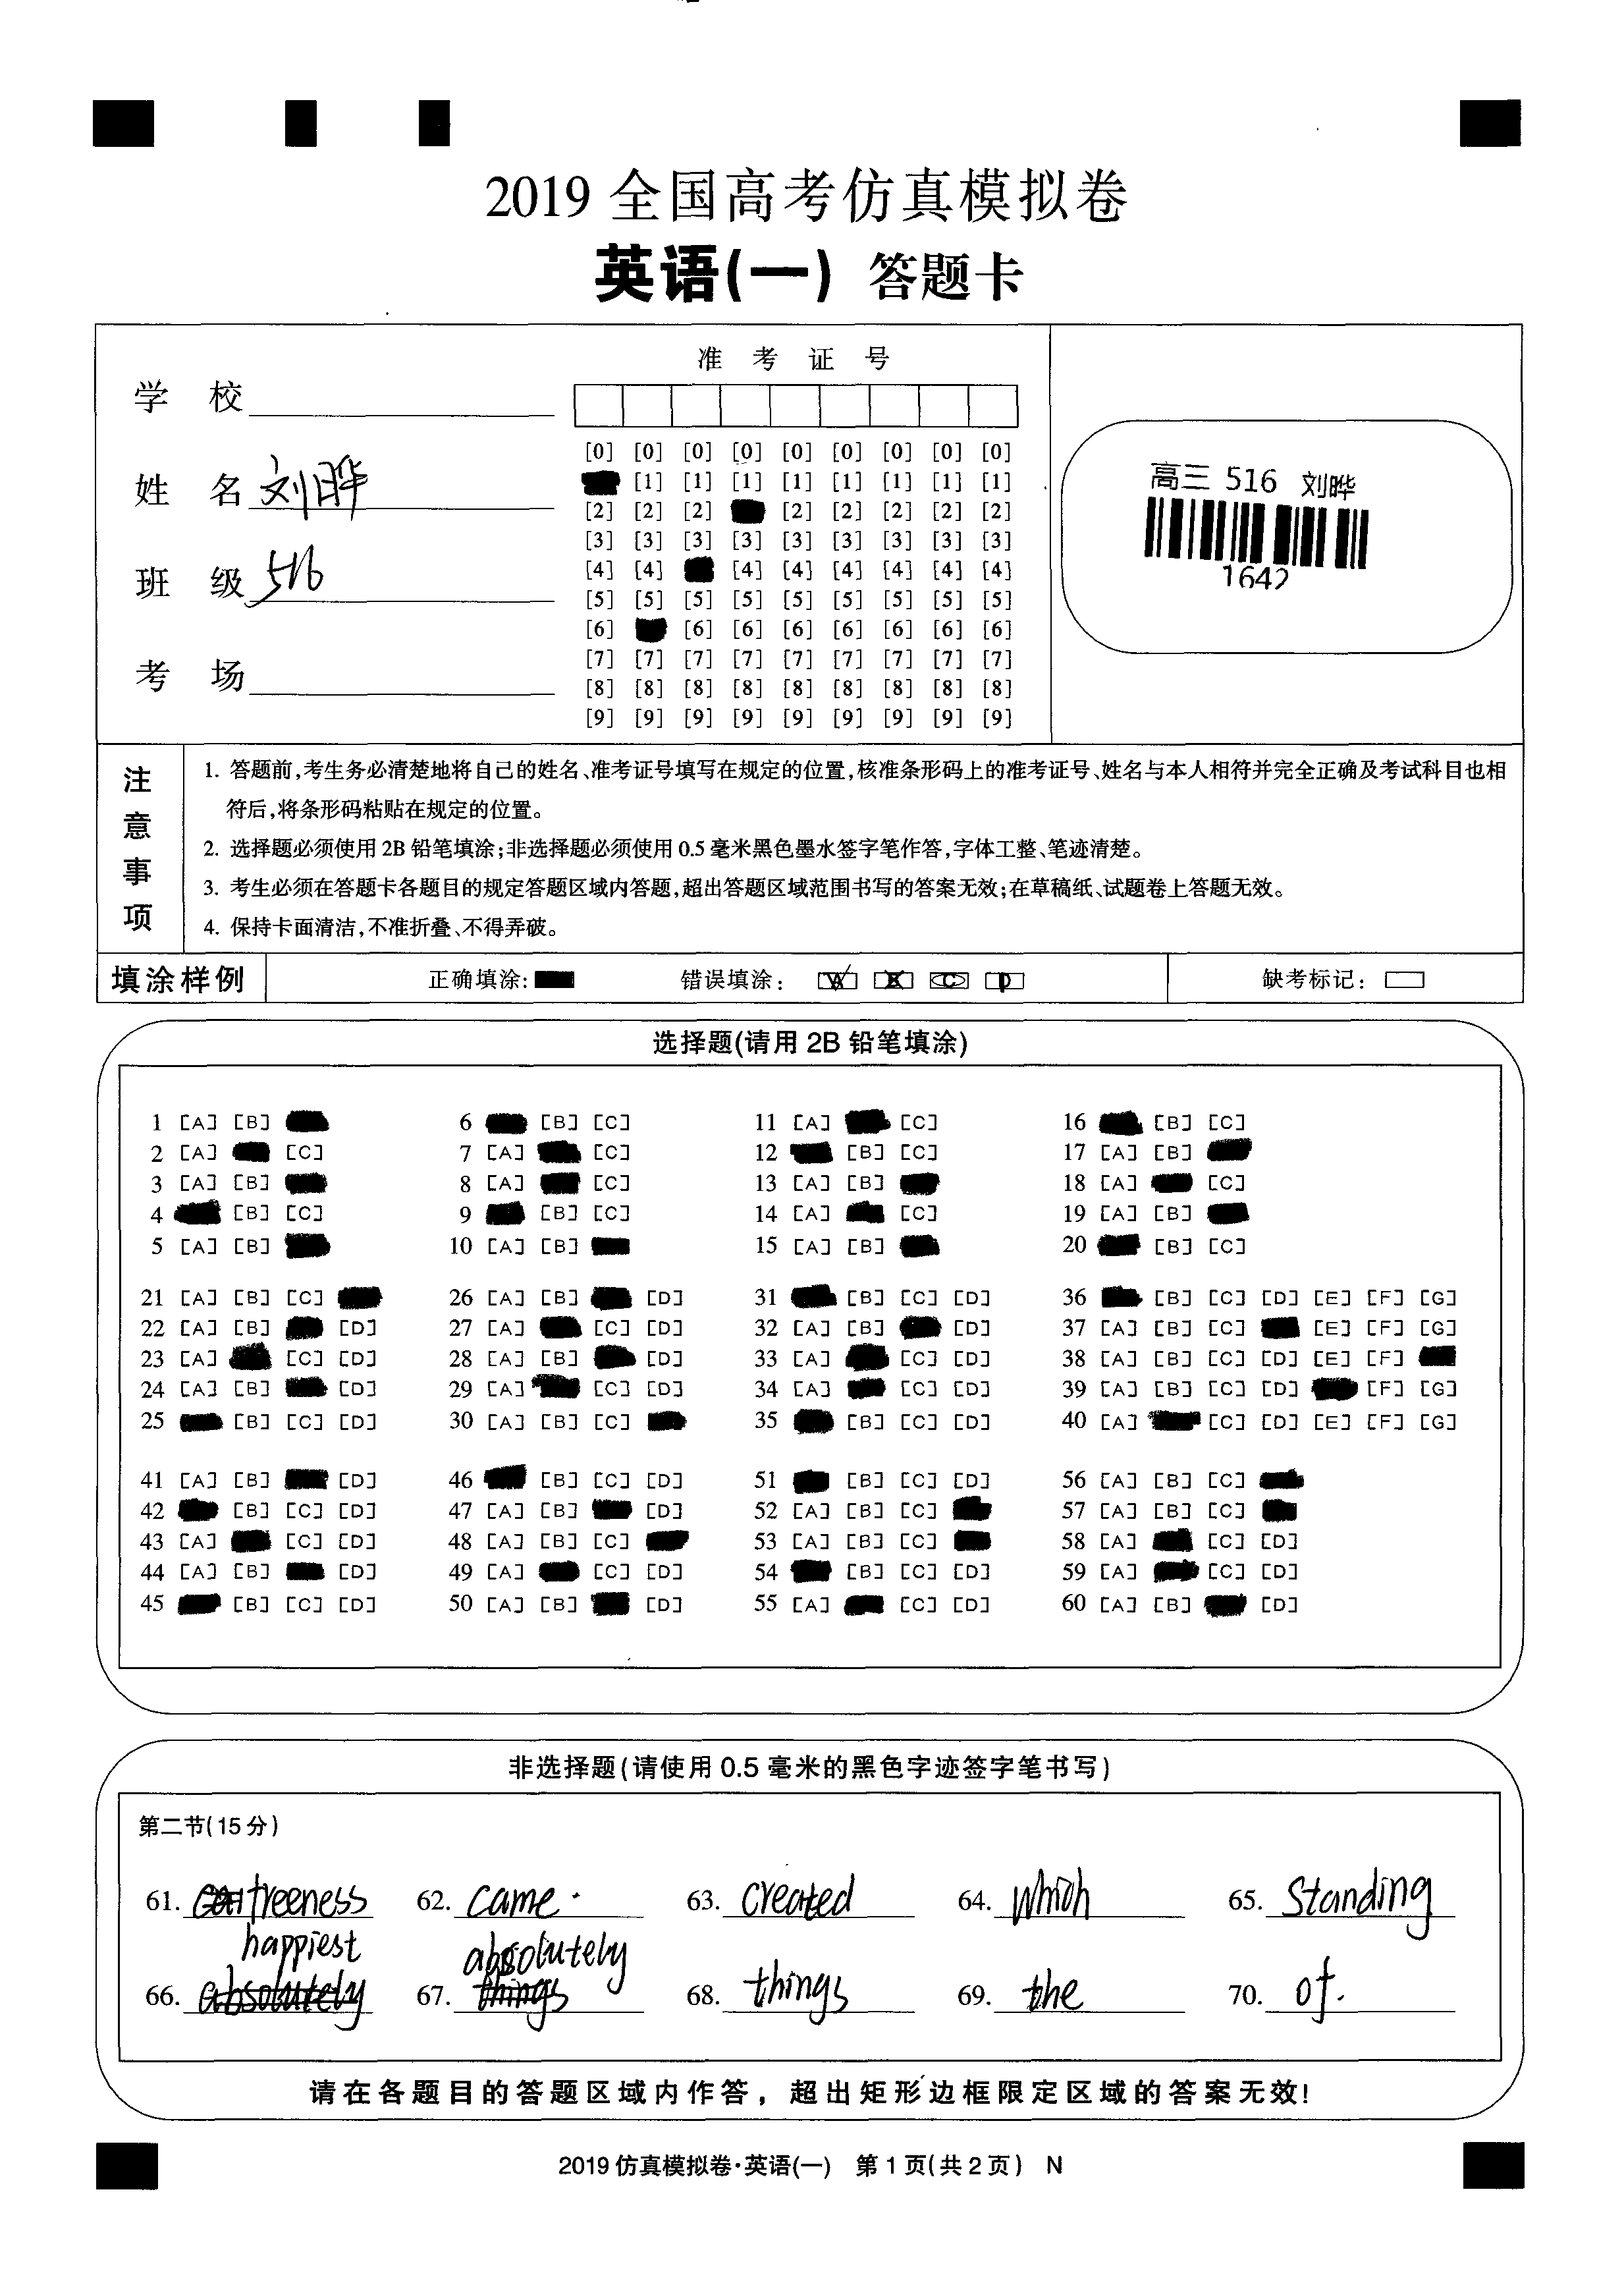 2019全国高考仿真模拟卷
英语(一) 答题卡
准 考 证 号
学 校
姓 名 刘晔
班 级 516
考 场
[0] [0] [0] [0] [0] [0] [0] [0] [0]
[1] [1] [1] [1] [1] [1] [1] [1]
[2] [2] [2] [2] [2] [2] [2] [2]
[3] [3] [3] [3] [3] [3] [3] [3] [3]
[4] [4] [4] [4] [4] [4] [4] [4]
[5] [5] [5] [5] [5] [5] [5] [5] [5]
[6] [6] [6] [6] [6] [6] [6] [6]
[7] [7] [7] [7] [7] [7] [7] [7] [7]
[8] [8] [8] [8] [8] [8] [8] [8] [8]
[9] [9] [9] [9] [9] [9] [9] [9] [9]
高三 516 刘晔
1642
注意事项
1. 答题前,考生务必清楚地将自己的姓名、准考证号填写在规定的位置,核准条形码上的准考证号、姓名与本人相符并完全正确及考试科目也相
符后,将条形码粘贴在规定的位置。
2. 选择题必须使用2B铅笔填涂;非选择题必须使用0.5毫米黑色墨水签字笔作答,字体工整、笔迹清楚。
3. 考生必须在答题卡各题目的规定答题区域内答题,超出答题区域范围书写的答案无效;在草稿纸、试题卷上答题无效。
4. 保持卡面清洁,不准折叠、不得弄破。
填涂样例 正确填涂: 错误填涂: A B C D 缺考标记:
选择题(请用2B铅笔填涂)
1 [A] [B] 6 [B] [C] 11 [A] [C] 16 [B] [C]
2 [A] [C] 7 [A] [C] 12 [B] [C] 17 [A] [B]
3 [A] [B] 8 [A] [C] 13 [A] [B] 18 [A] [C]
4 [B] [C] 9 [B] [C] 14 [A] [C] 19 [A] [B]
5 [A] [B] 10 [A] [B] 15 [A] [B] 20 [B] [C]
21 [A] [B] [C] 26 [A] [B] [D] 31 [B] [C] [D] 36 [B] [C] [D] [E] [F] [G]
22 [A] [B] [D] 27 [A] [C] [D] 32 [A] [B] [D] 37 [A] [B] [C] [E] [F] [G]
23 [A] [C] [D] 28 [A] [B] [D] 33 [A] [C] [D] 38 [A] [B] [C] [D] [E] [F]
24 [A] [B] [D] 29 [A] [C] [D] 34 [A] [C] [D] 39 [A] [B] [C] [D] [F] [G]
25 [B] [C] [D] 30 [A] [B] [C] 35 [B] [C] [D] 40 [A] [C] [D] [E] [F] [G]
41 [A] [B] [D] 46 [B] [C] [D] 51 [B] [C] [D] 56 [A] [B] [C]
42 [B] [C] [D] 47 [A] [B] [D] 52 [A] [B] [C] 57 [A] [B] [C]
43 [A] [C] [D] 48 [A] [B] [C] 53 [A] [B] [C] 58 [A] [C] [D]
44 [A] [B] [D] 49 [A] [C] [D] 54 [B] [C] [D] 59 [A] [C] [D]
45 [B] [C] [D] 50 [A] [B] [D] 55 [A] [C] [D] 60 [A] [B] [D]
非选择题(请使用0.5毫米的黑色字迹签字笔书写)
第二节(15分)
61. treeness 62. came. 63. created 64. which 65. standing
happiest absolutely
66. absolutely 67. things 68. things 69. the 70. of.
请在各题目的答题区域内作答,超出矩形边框限定区域的答案无效!
2019仿真模拟卷·英语(一) 第1页(共2页) N